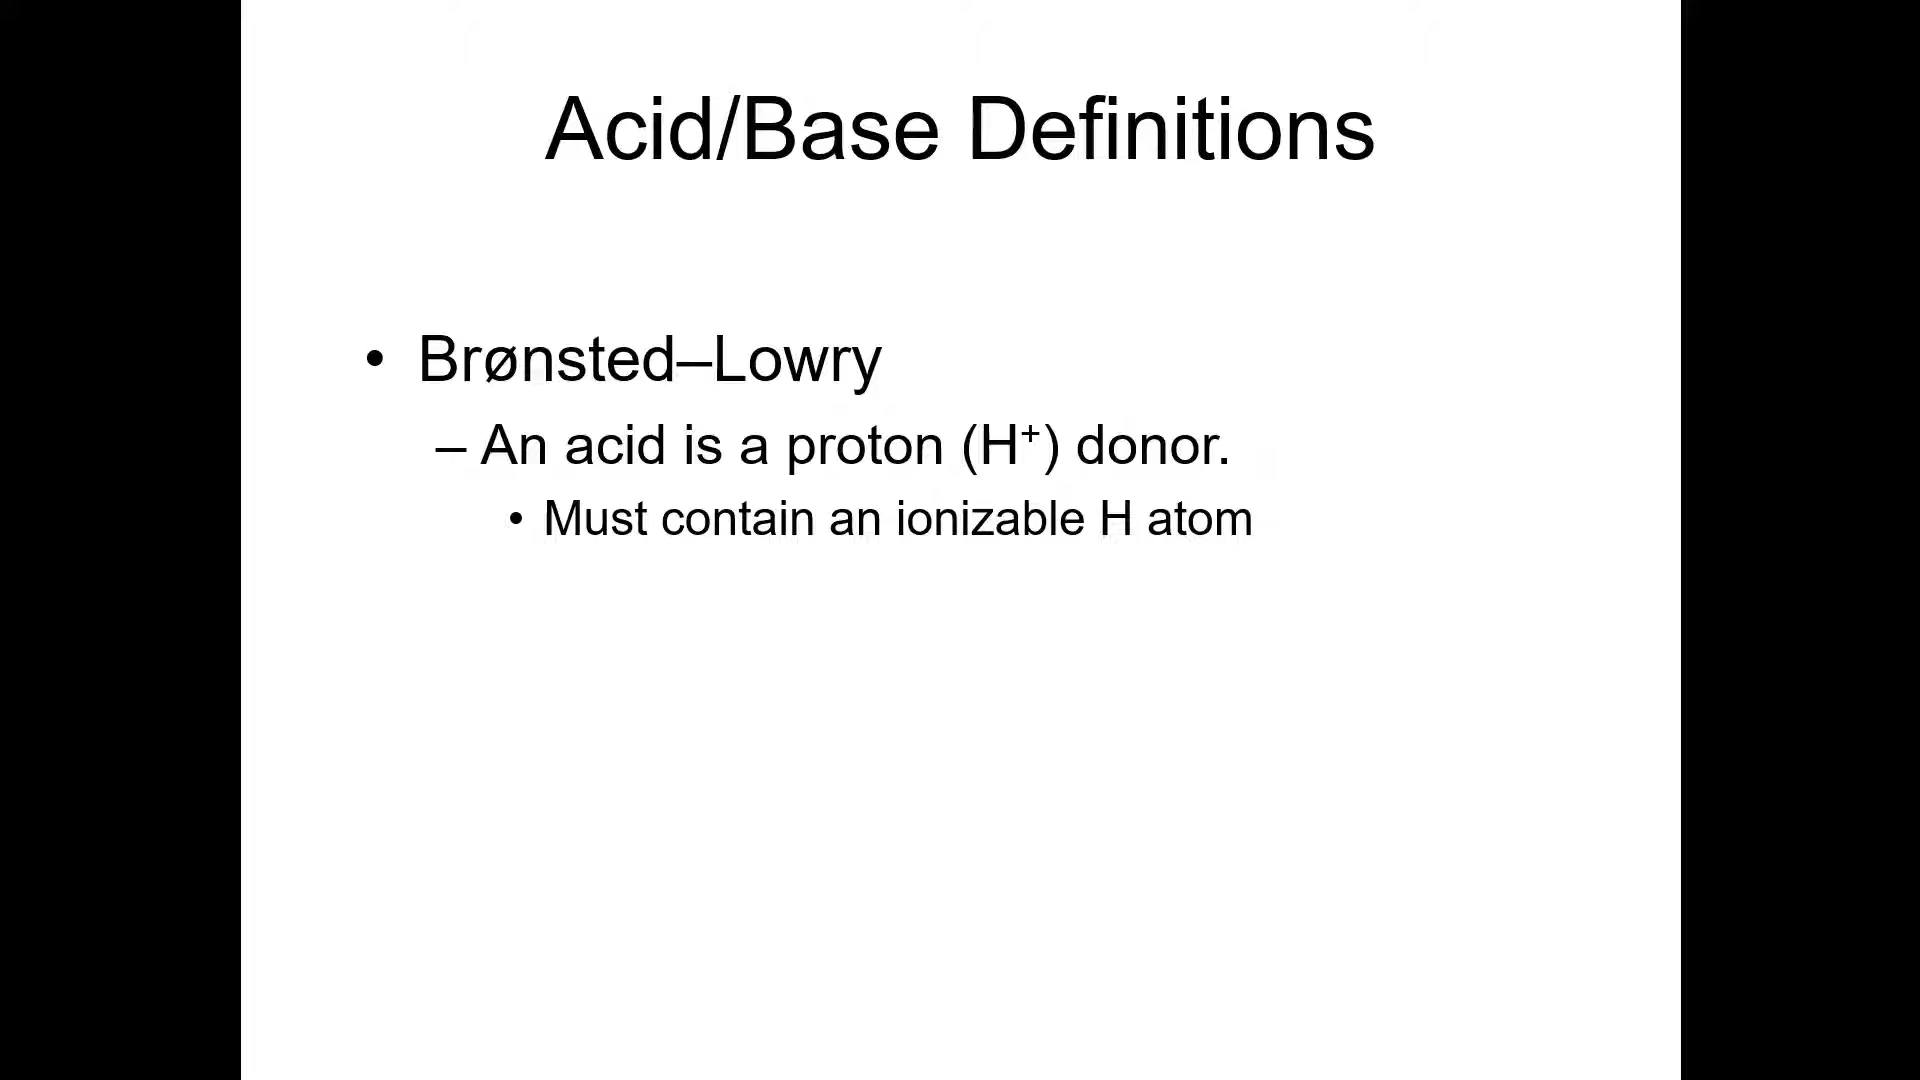 Acid/Base Definitions
• Brønsted–Lowry
– An acid is a proton (H⁺) donor.
• Must contain an ionizable H atom